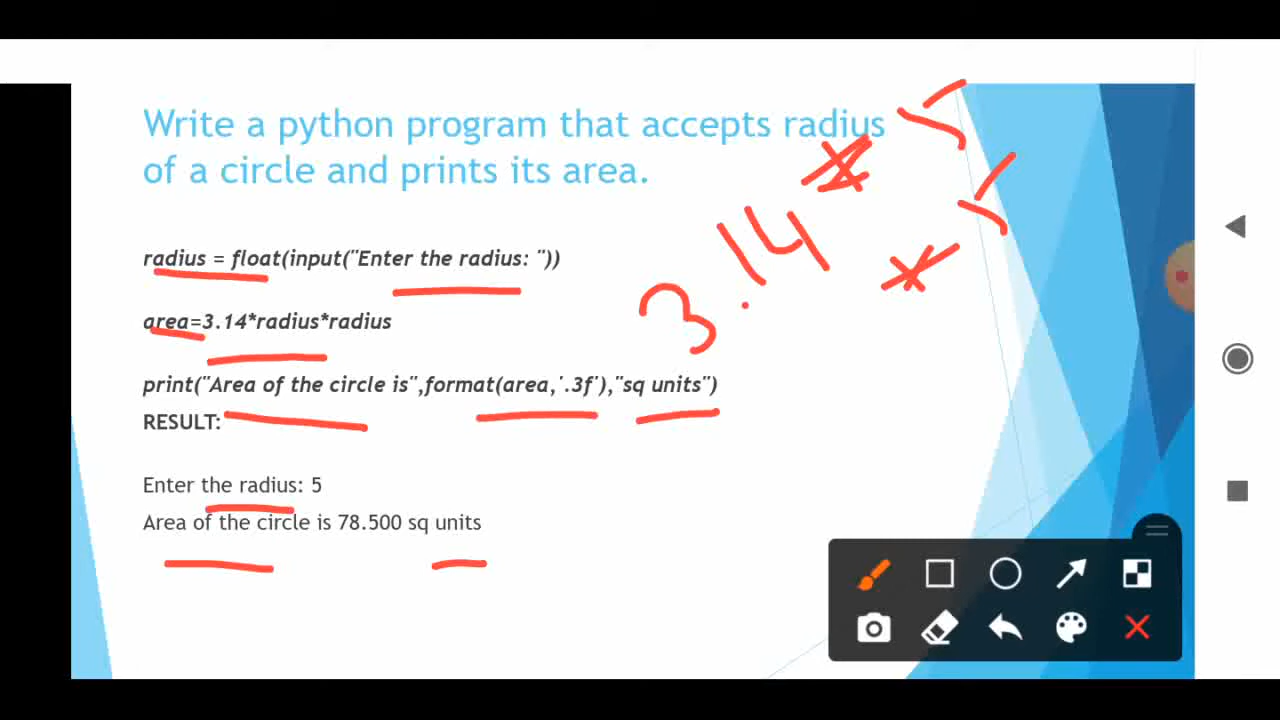 Write a python program that accepts radius
of a circle and prints its area.
radius = float(input("Enter the radius: "))
area=3.14*radius*radius
print("Area of the circle is",format(area,'.3f'),"sq units")
RESULT:
Enter the radius: 5
Area of the circle is 78.500 sq units
3.14 * 5
* 5